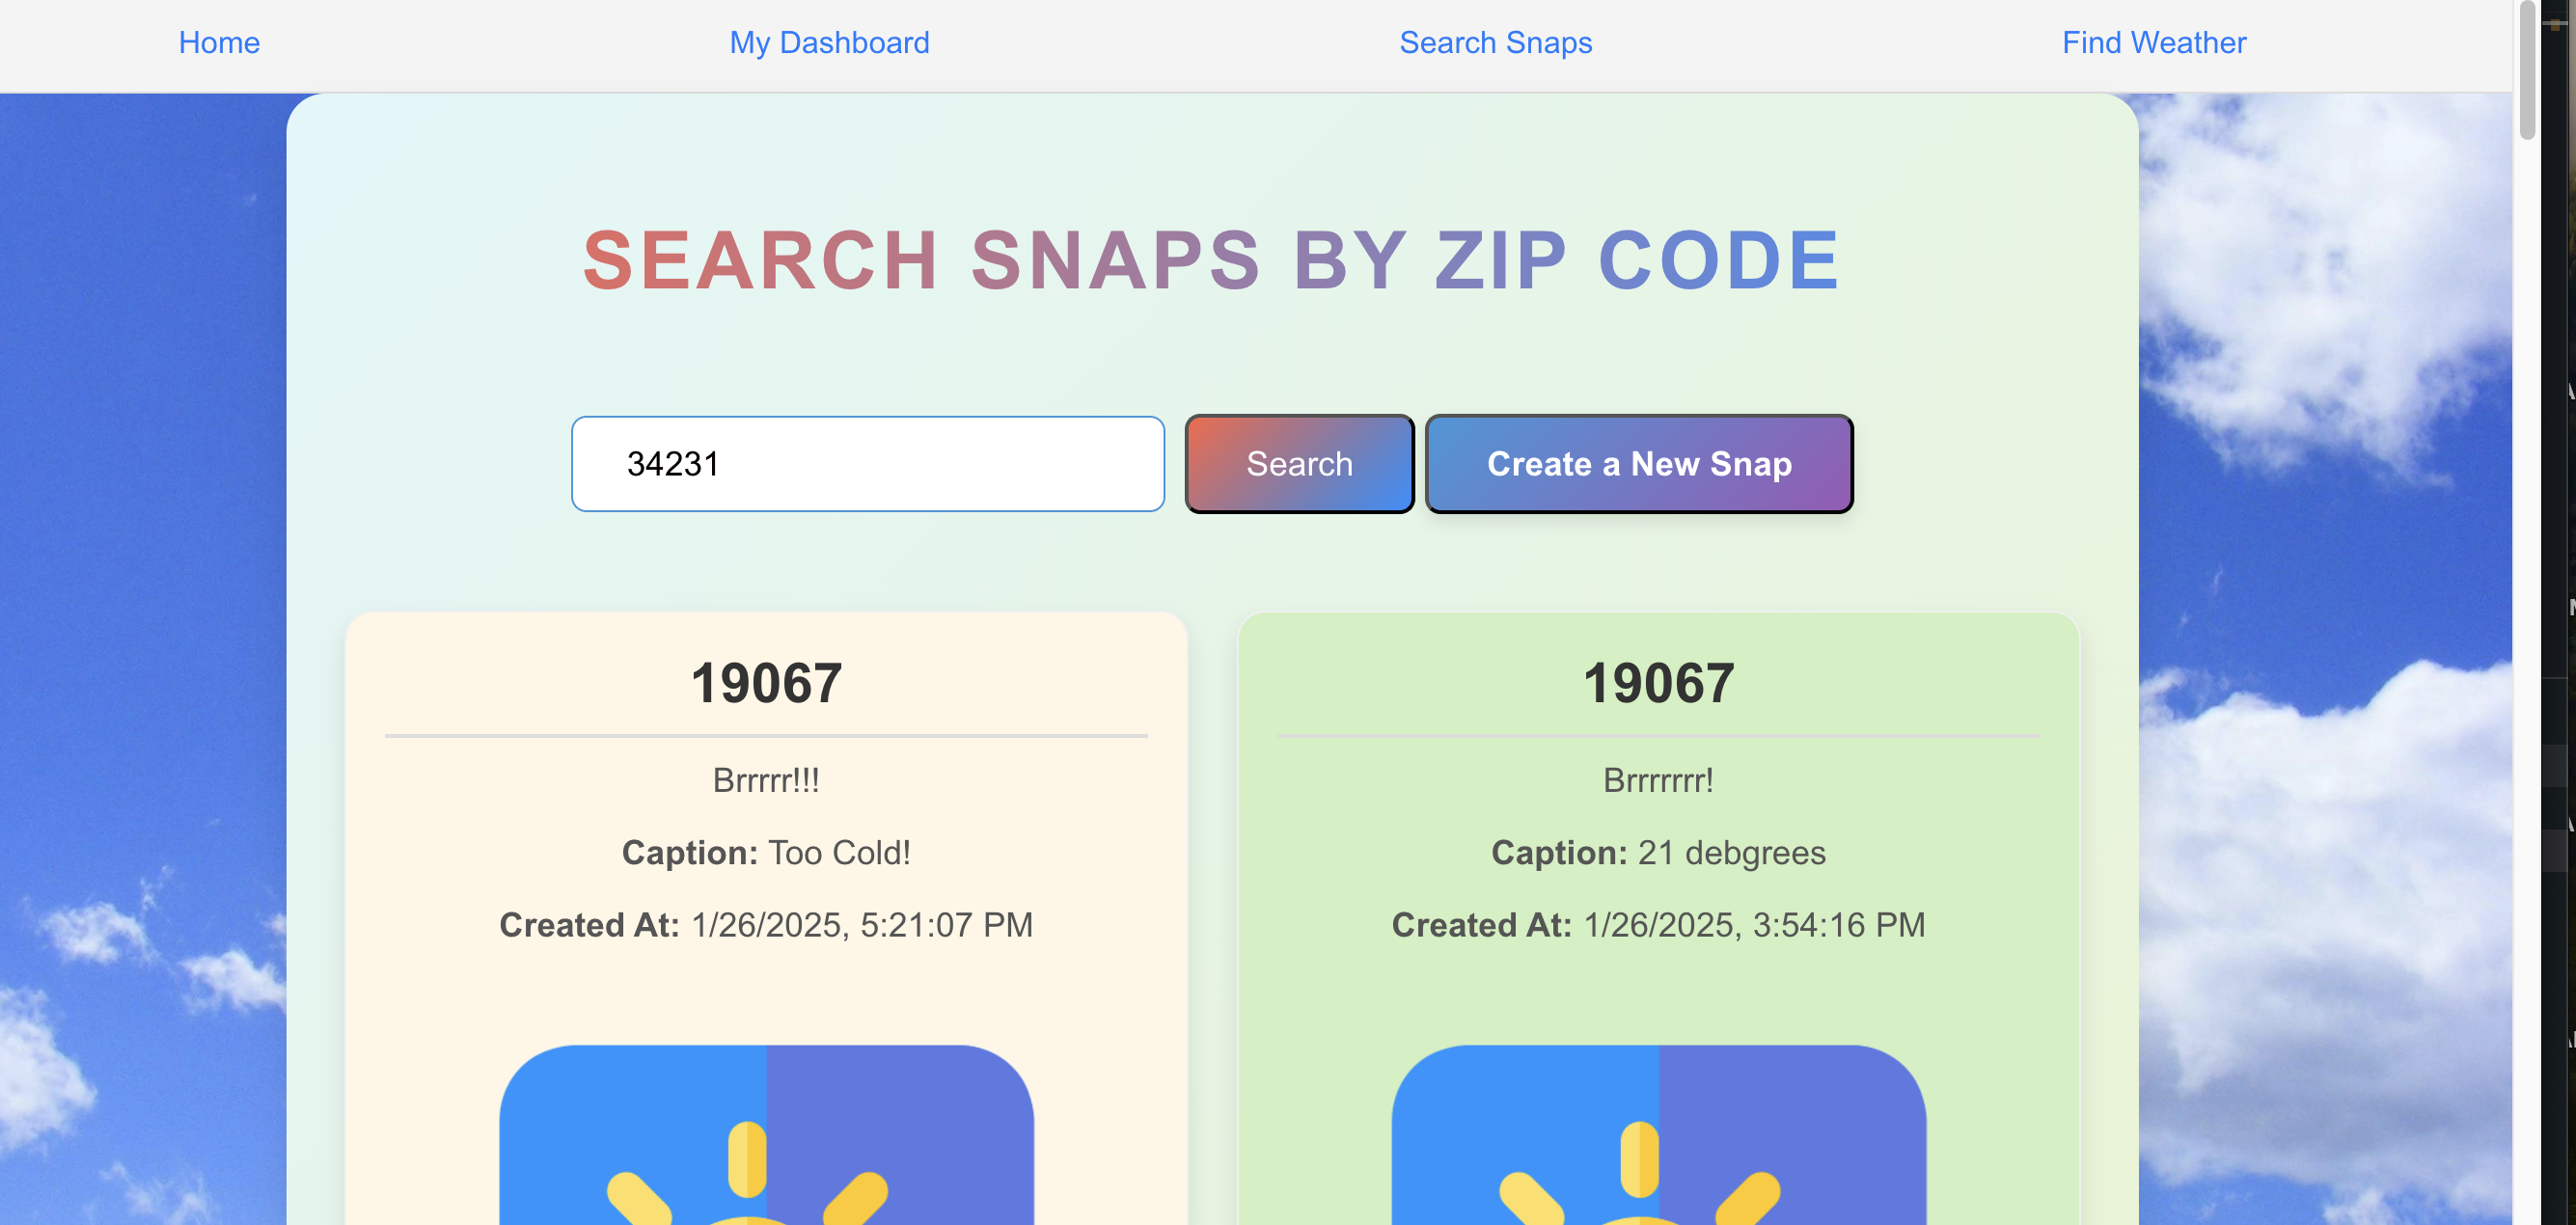 Home My Dashboard Search Snaps Find Weather
SEARCH SNAPS BY ZIP CODE
34231 Search Create a New Snap
19067
Brrrrr!!!
Caption: Too Cold!
Created At: 1/26/2025, 5:21:07 PM
19067
Brrrrrrr!
Caption: 21 debgrees
Created At: 1/26/2025, 3:54:16 PM